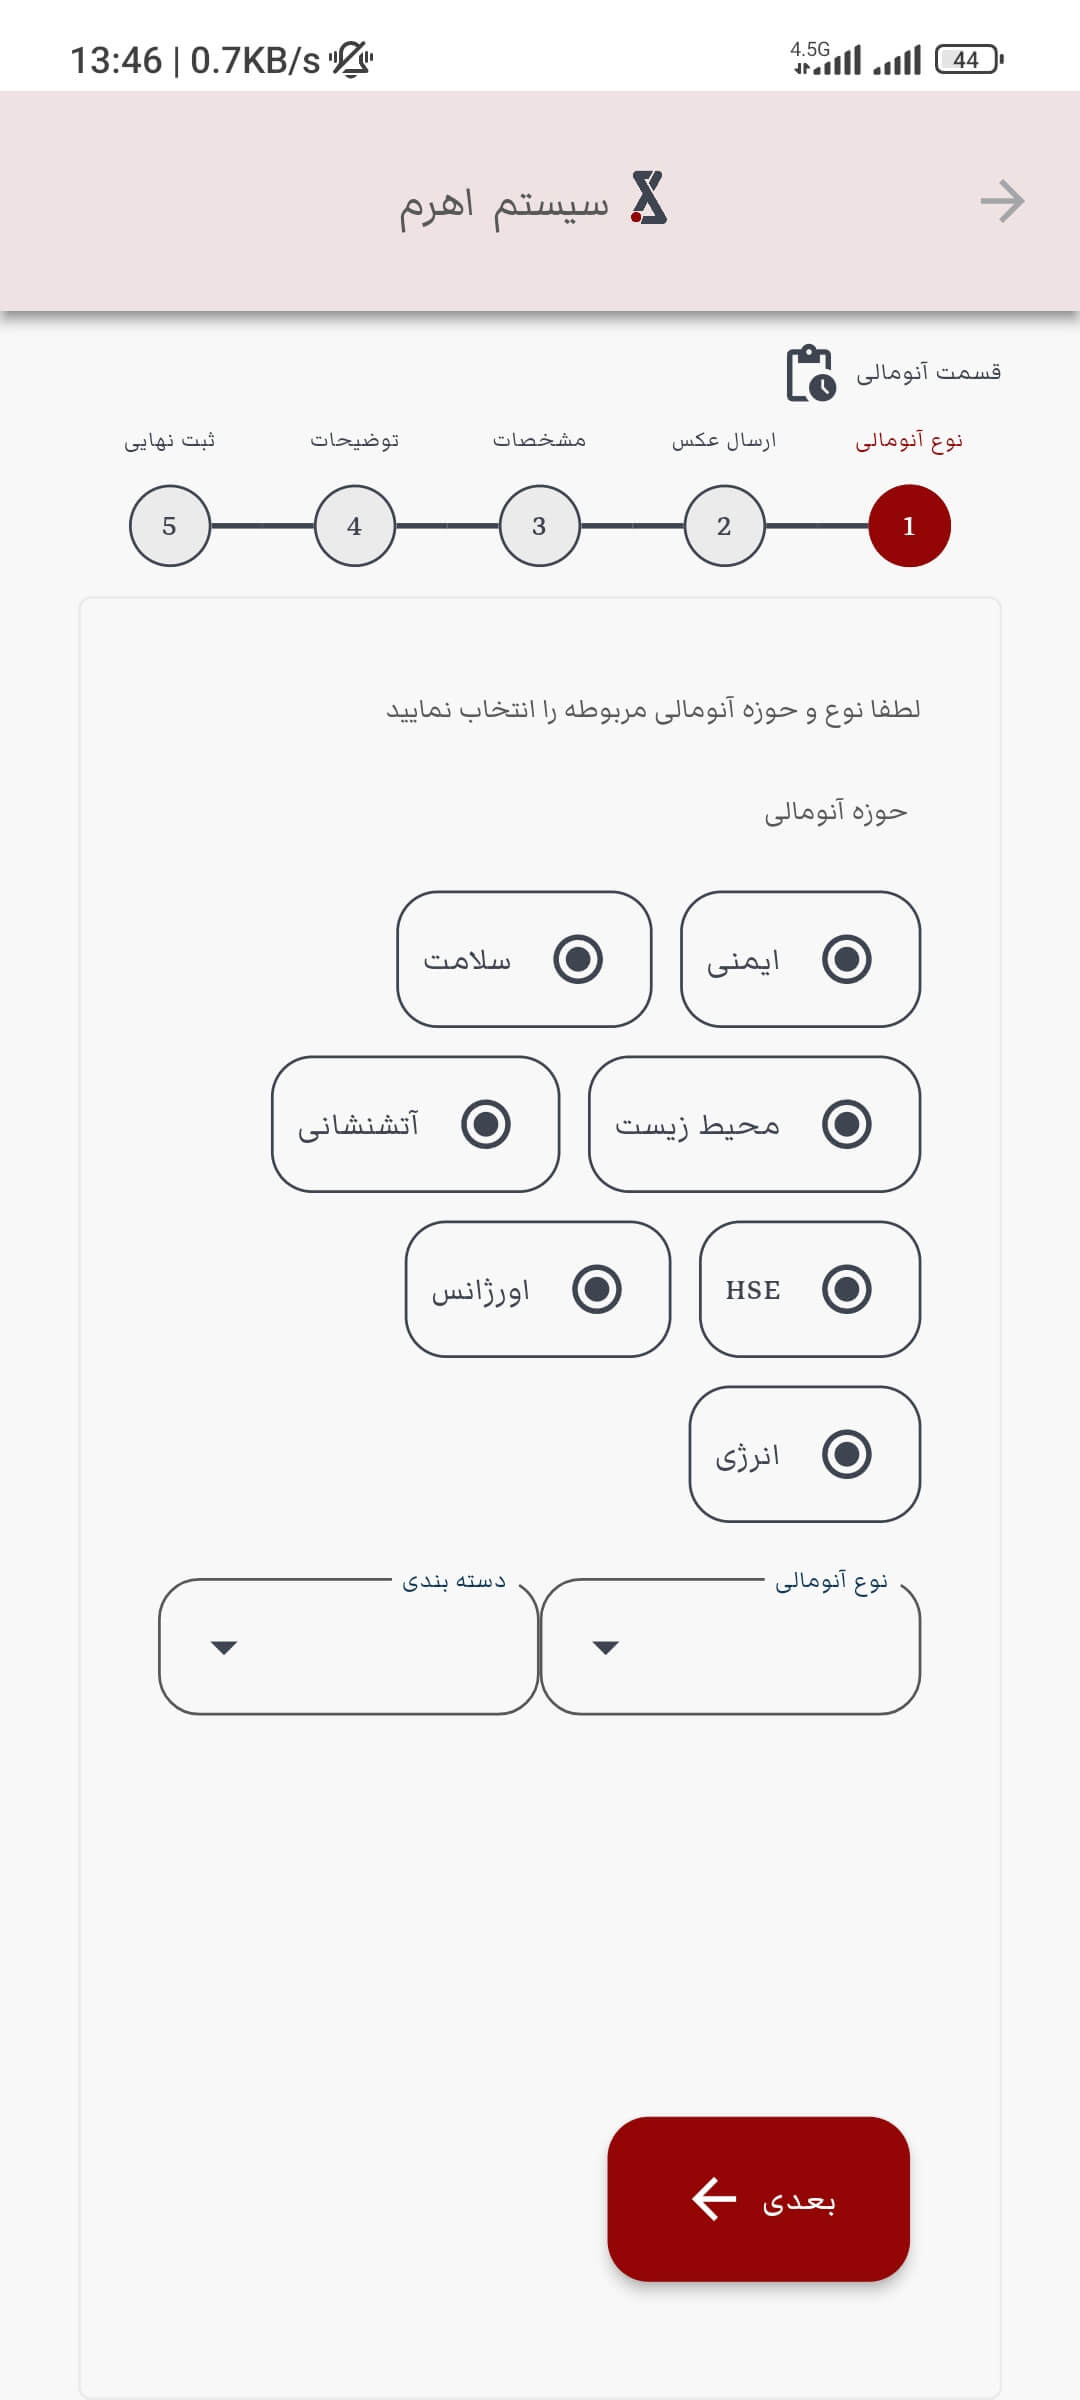 13:46 | 0.7KB/s
4.5G
44
سیستم اهرم
قسمت آنومالی
نوع آنومالی
ارسال عکس
مشخصات
توضیحات
ثبت نهایی
1
2
3
4
5
لطفا نوع و حوزه آنومالی مربوطه را انتخاب نمایید
حوزه آنومالی
ایمنی
سلامت
محیط زیست
آتشنشانی
HSE
اورژانس
انرژی
نوع آنومالی
دسته بندی
بعدی